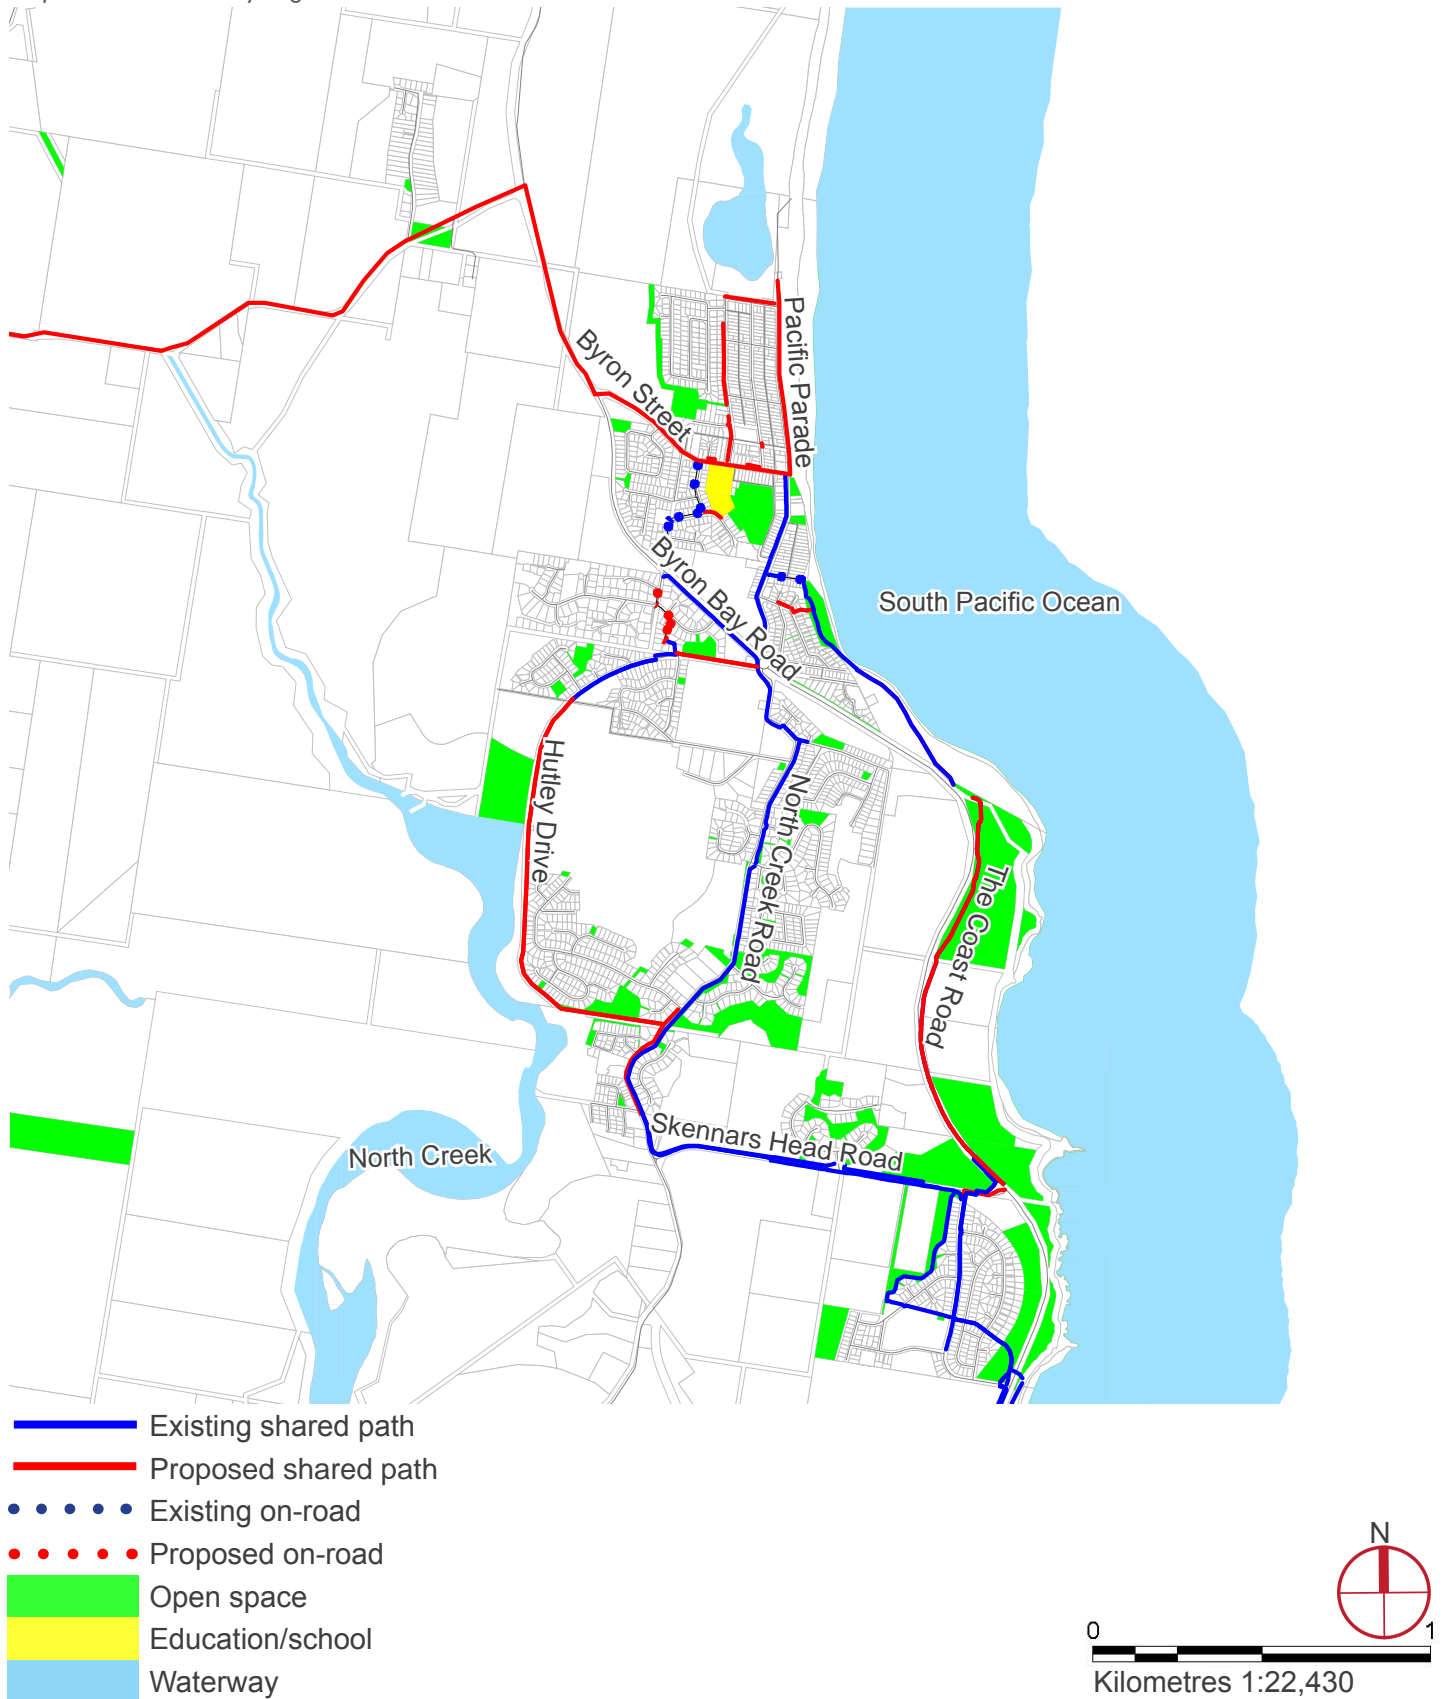 Pacific Parade
Byron Street
Byron Bay Road
South Pacific Ocean
Hutley Drive
North Creek Road
The Coast Road
Skennars Head Road
North Creek
Existing shared path
Proposed shared path
Existing on-road
Proposed on-road
Open space
Education/school
Waterway
N
0 1
Kilometres 1:22,430